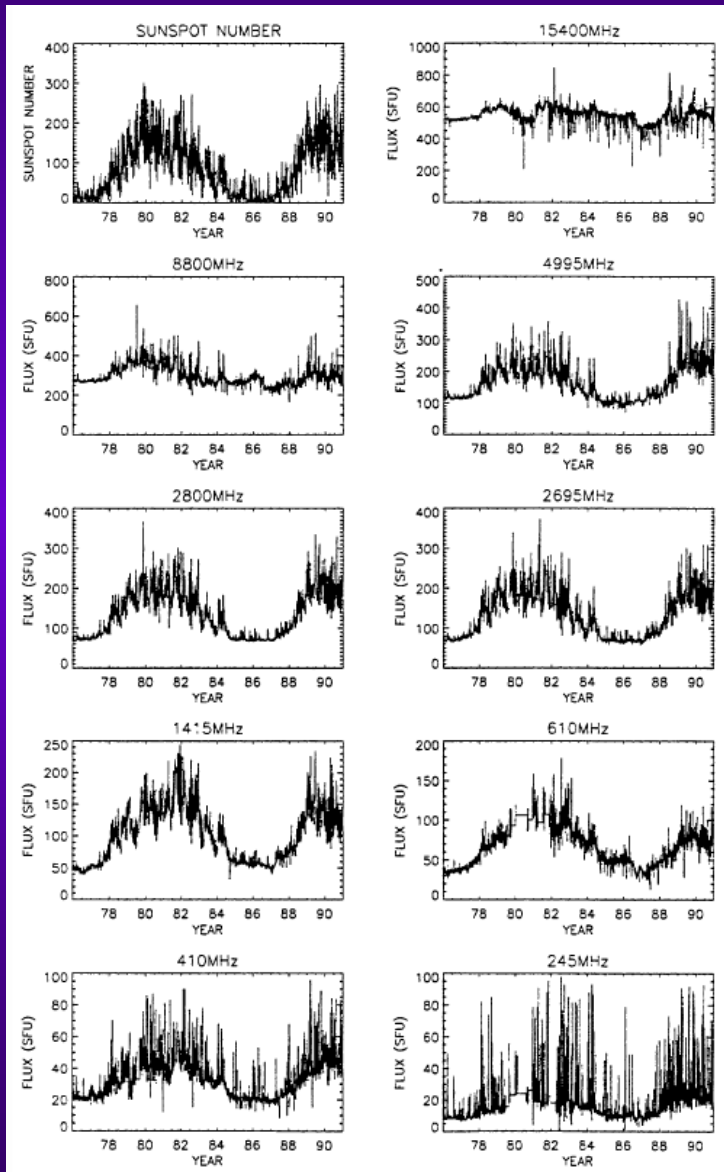 SUNSPOT NUMBER
SUNSPOT NUMBER
400
300
200
100
0
78 80 82 84 86 88 90
YEAR
15400MHz
FLUX (SFU)
1000
800
600
400
200
0
78 80 82 84 86 88 90
YEAR
8800MHz
FLUX (SFU)
800
600
400
200
0
78 80 82 84 86 88 90
YEAR
4995MHz
FLUX (SFU)
500
400
300
200
100
0
78 80 82 84 86 88 90
YEAR
2800MHz
FLUX (SFU)
400
300
200
100
0
78 80 82 84 86 88 90
YEAR
2695MHz
FLUX (SFU)
400
300
200
100
0
78 80 82 84 86 88 90
YEAR
1415MHz
FLUX (SFU)
250
200
150
100
50
0
78 80 82 84 86 88 90
YEAR
610MHz
FLUX (SFU)
200
150
100
50
0
78 80 82 84 86 88 90
YEAR
410MHz
FLUX (SFU)
100
80
60
40
20
0
78 80 82 84 86 88 90
YEAR
245MHz
FLUX (SFU)
100
80
60
40
20
0
78 80 82 84 86 88 90
YEAR